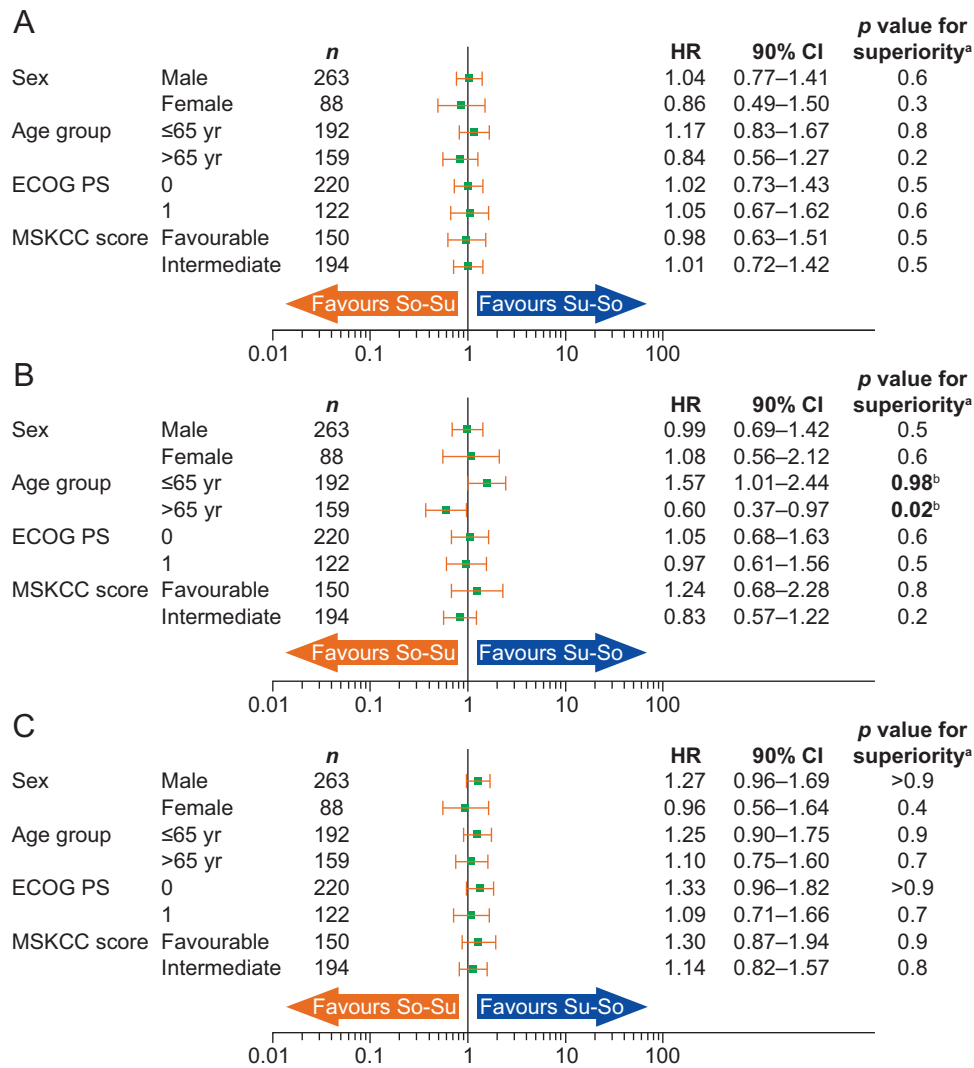 A
p value for
n HR 90% CI superiorityᵃ
Sex Male 263 1.04 0.77–1.41 0.6
Female 88 0.86 0.49–1.50 0.3
Age group ≤65 yr 192 1.17 0.83–1.67 0.8
>65 yr 159 0.84 0.56–1.27 0.2
ECOG PS 0 220 1.02 0.73–1.43 0.5
1 122 1.05 0.67–1.62 0.6
MSKCC score Favourable 150 0.98 0.63–1.51 0.5
Intermediate 194 1.01 0.72–1.42 0.5
Favours So-Su Favours Su-So
0.01 0.1 1 10 100
B
p value for
n HR 90% CI superiorityᵃ
Sex Male 263 0.99 0.69–1.42 0.5
Female 88 1.08 0.56–2.12 0.6
Age group ≤65 yr 192 1.57 1.01–2.44 0.98ᵇ
>65 yr 159 0.60 0.37–0.97 0.02ᵇ
ECOG PS 0 220 1.05 0.68–1.63 0.6
1 122 0.97 0.61–1.56 0.5
MSKCC score Favourable 150 1.24 0.68–2.28 0.8
Intermediate 194 0.83 0.57–1.22 0.2
Favours So-Su Favours Su-So
0.01 0.1 1 10 100
C
p value for
n HR 90% CI superiorityᵃ
Sex Male 263 1.27 0.96–1.69 >0.9
Female 88 0.96 0.56–1.64 0.4
Age group ≤65 yr 192 1.25 0.90–1.75 0.9
>65 yr 159 1.10 0.75–1.60 0.7
ECOG PS 0 220 1.33 0.96–1.82 >0.9
1 122 1.09 0.71–1.66 0.7
MSKCC score Favourable 150 1.30 0.87–1.94 0.9
Intermediate 194 1.14 0.82–1.57 0.8
Favours So-Su Favours Su-So
0.01 0.1 1 10 100